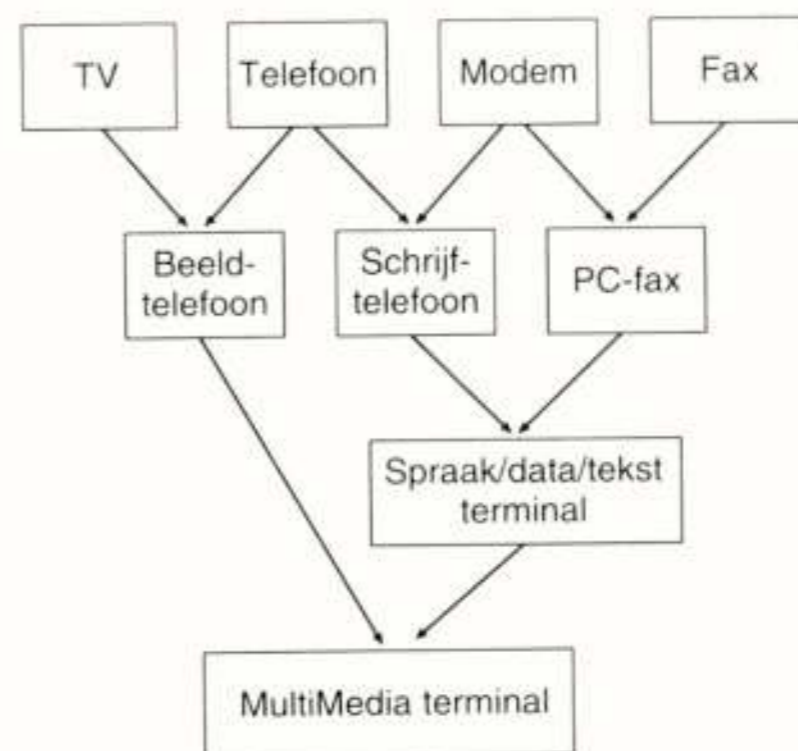 TV
Telefoon
Modem
Fax
Beeld-
telefoon
Schrijf-
telefoon
PC-fax
Spraak/data/tekst
terminal
MultiMedia terminal